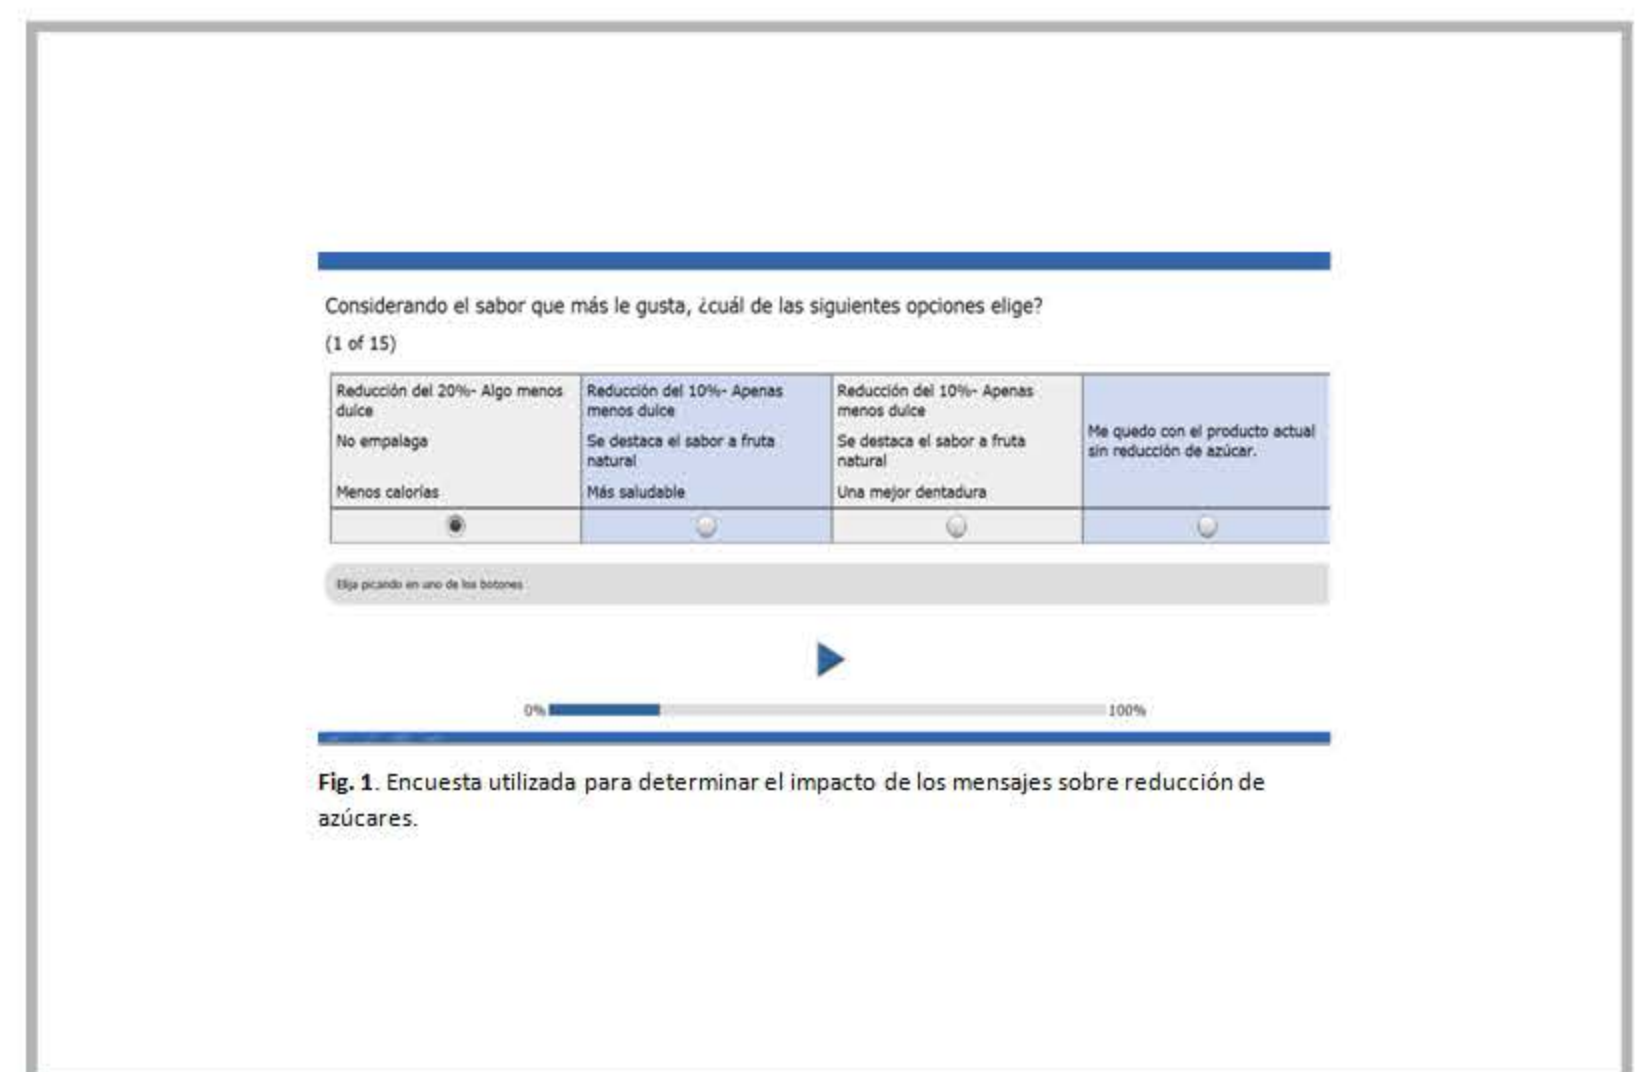 Considerando el sabor que más le gusta, ¿cuál de las siguientes opciones elige?
(1 of 15)
Reducción del 20%- Algo menos
dulce
No empalaga
Menos calorías
Reducción del 10%- Apenas
menos dulce
Se destaca el sabor a fruta
natural
Más saludable
Reducción del 10%- Apenas
menos dulce
Se destaca el sabor a fruta
natural
Una mejor dentadura
Me quedo con el producto actual
sin reducción de azúcar.
Elija picando en uno de los botones
0% 100%
Fig. 1. Encuesta utilizada para determinar el impacto de los mensajes sobre reducción de
azúcares.